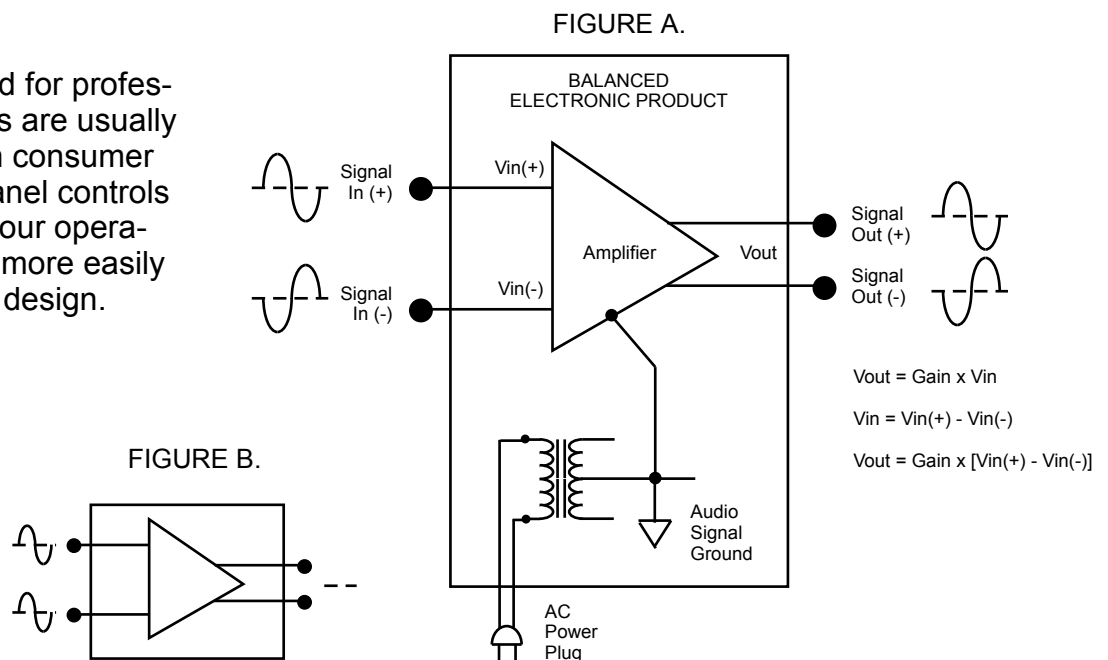 FIGURE A.
d for profes-
s are usually
consumer
anel controls
our opera-
more easily
design.
BALANCED
ELECTRONIC PRODUCT
Signal
In (+)
Vin(+)
Amplifier
Vout
Signal
Out (+)
Signal
In (-)
Vin(-)
Signal
Out (-)
Vout = Gain x Vin
Vin = Vin(+) - Vin(-)
Vout = Gain x [Vin(+) - Vin(-)]
FIGURE B.
Audio
Signal
Ground
AC
Power
Plug